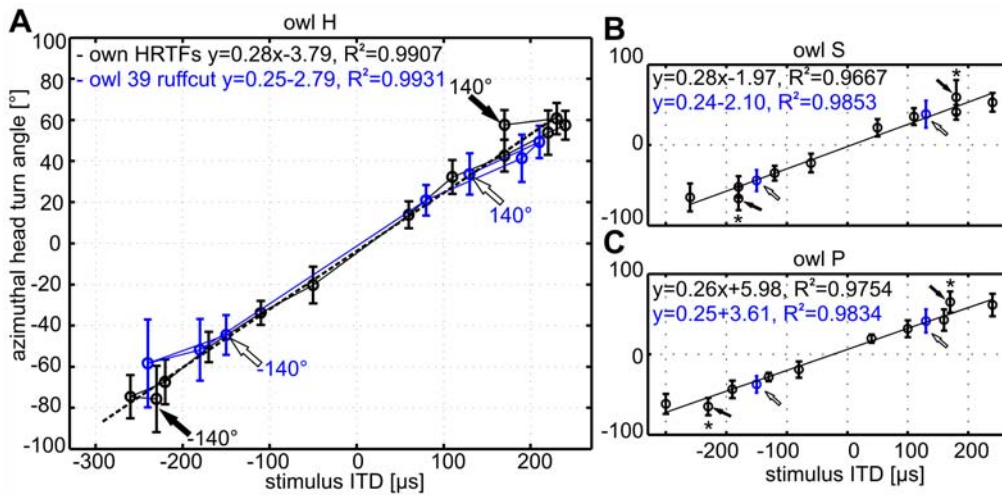 A
owl H
- own HRTFs y=0.28x-3.79, R²=0.9907
- owl 39 ruffcut y=0.25-2.79, R²=0.9931
140°
140°
-140°
-140°
azimuthal head turn angle [°]
100
80
60
40
20
0
-20
-40
-60
-80
-100
-300 -200 -100 0 100 200
stimulus ITD [µs]
B
owl S
y=0.28x-1.97, R²=0.9667
y=0.24-2.10, R²=0.9853
*
*
100
0
-100
C
owl P
y=0.26x+5.98, R²=0.9754
y=0.25+3.61, R²=0.9834
*
*
100
0
-100
-200 -100 0 100 200
stimulus ITD [µs]